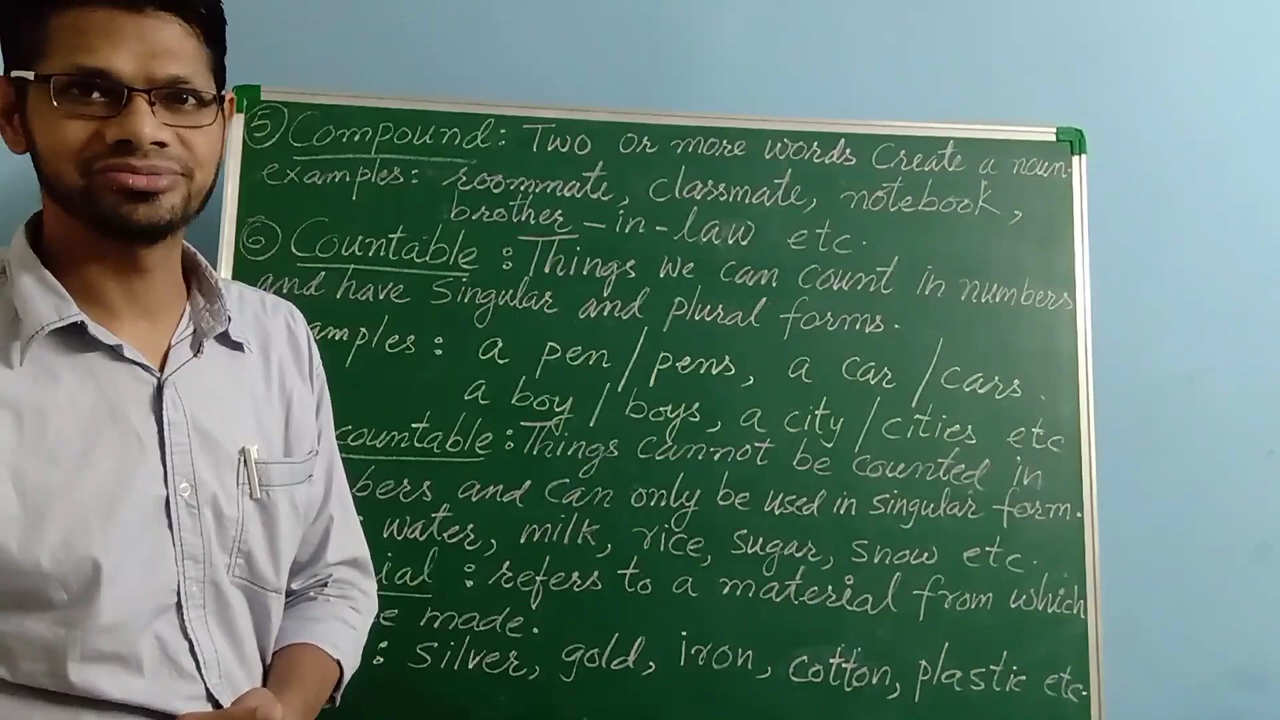 5 Compound: Two or more words Create a noun.
examples: roommate, classmate, notebook,
brother-in-law etc.
6 Countable: Things we can count in numbers
and have singular and plural forms.
amples: a pen/pens, a car/cars.
a boy/boys, a city/cities etc
countable: Things cannot be counted in
bers and can only be used in singular form.
: water, milk, rice, sugar, snow etc.
ial: refers to a material from which
e made.
: silver, gold, iron, cotton, plastic etc.